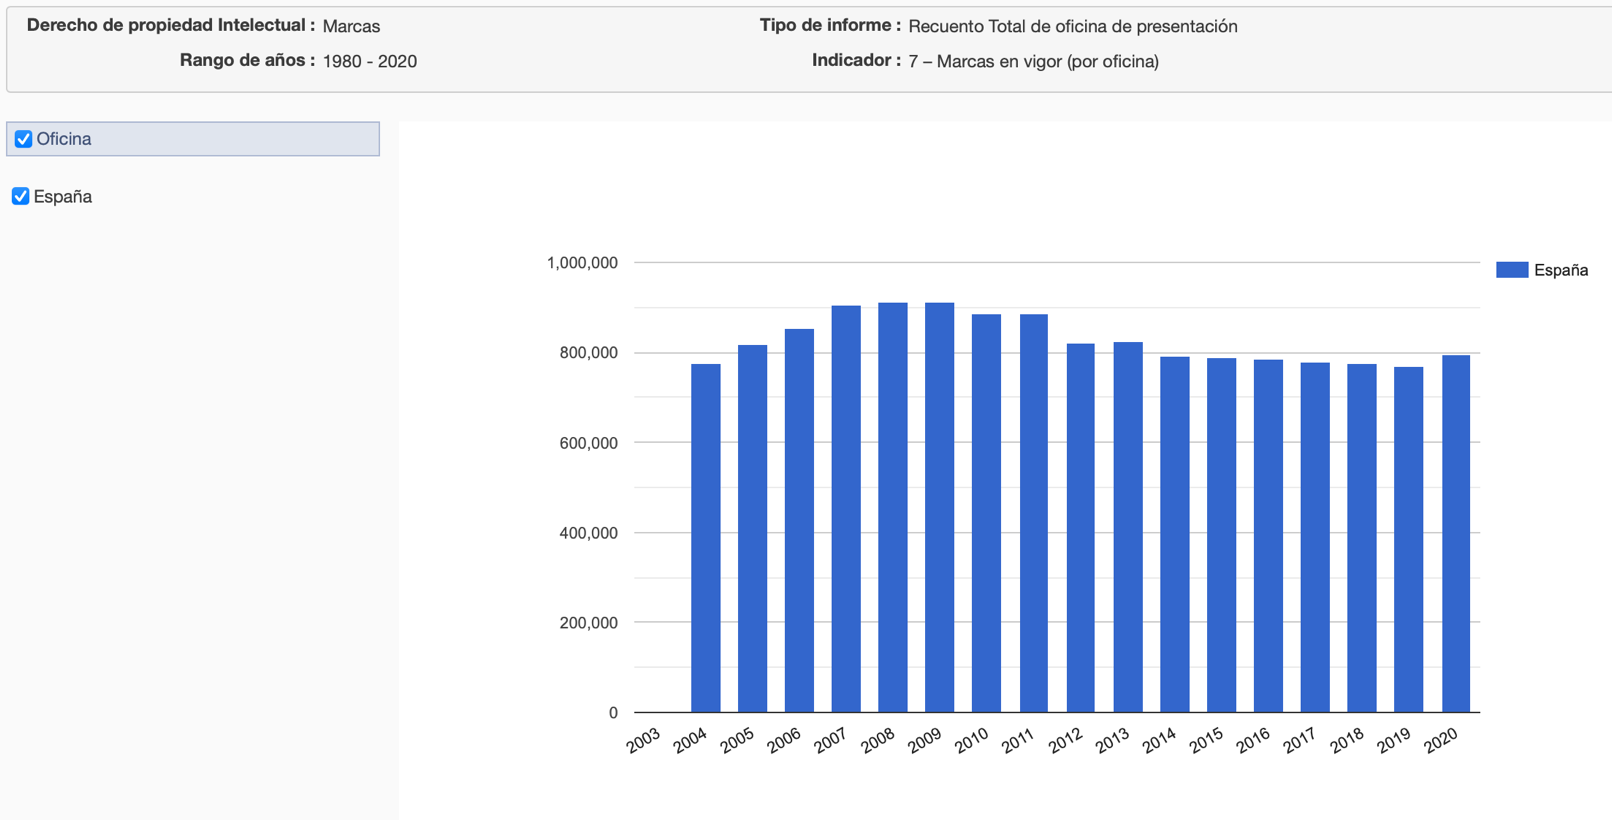 Derecho de propiedad Intelectual : Marcas Tipo de informe : Recuento Total de oficina de presentación
Rango de años : 1980 - 2020 Indicador : 7 – Marcas en vigor (por oficina)
Oficina
España
1,000,000
800,000
600,000
400,000
200,000
0
2003 2004 2005 2006 2007 2008 2009 2010 2011 2012 2013 2014 2015 2016 2017 2018 2019 2020
España